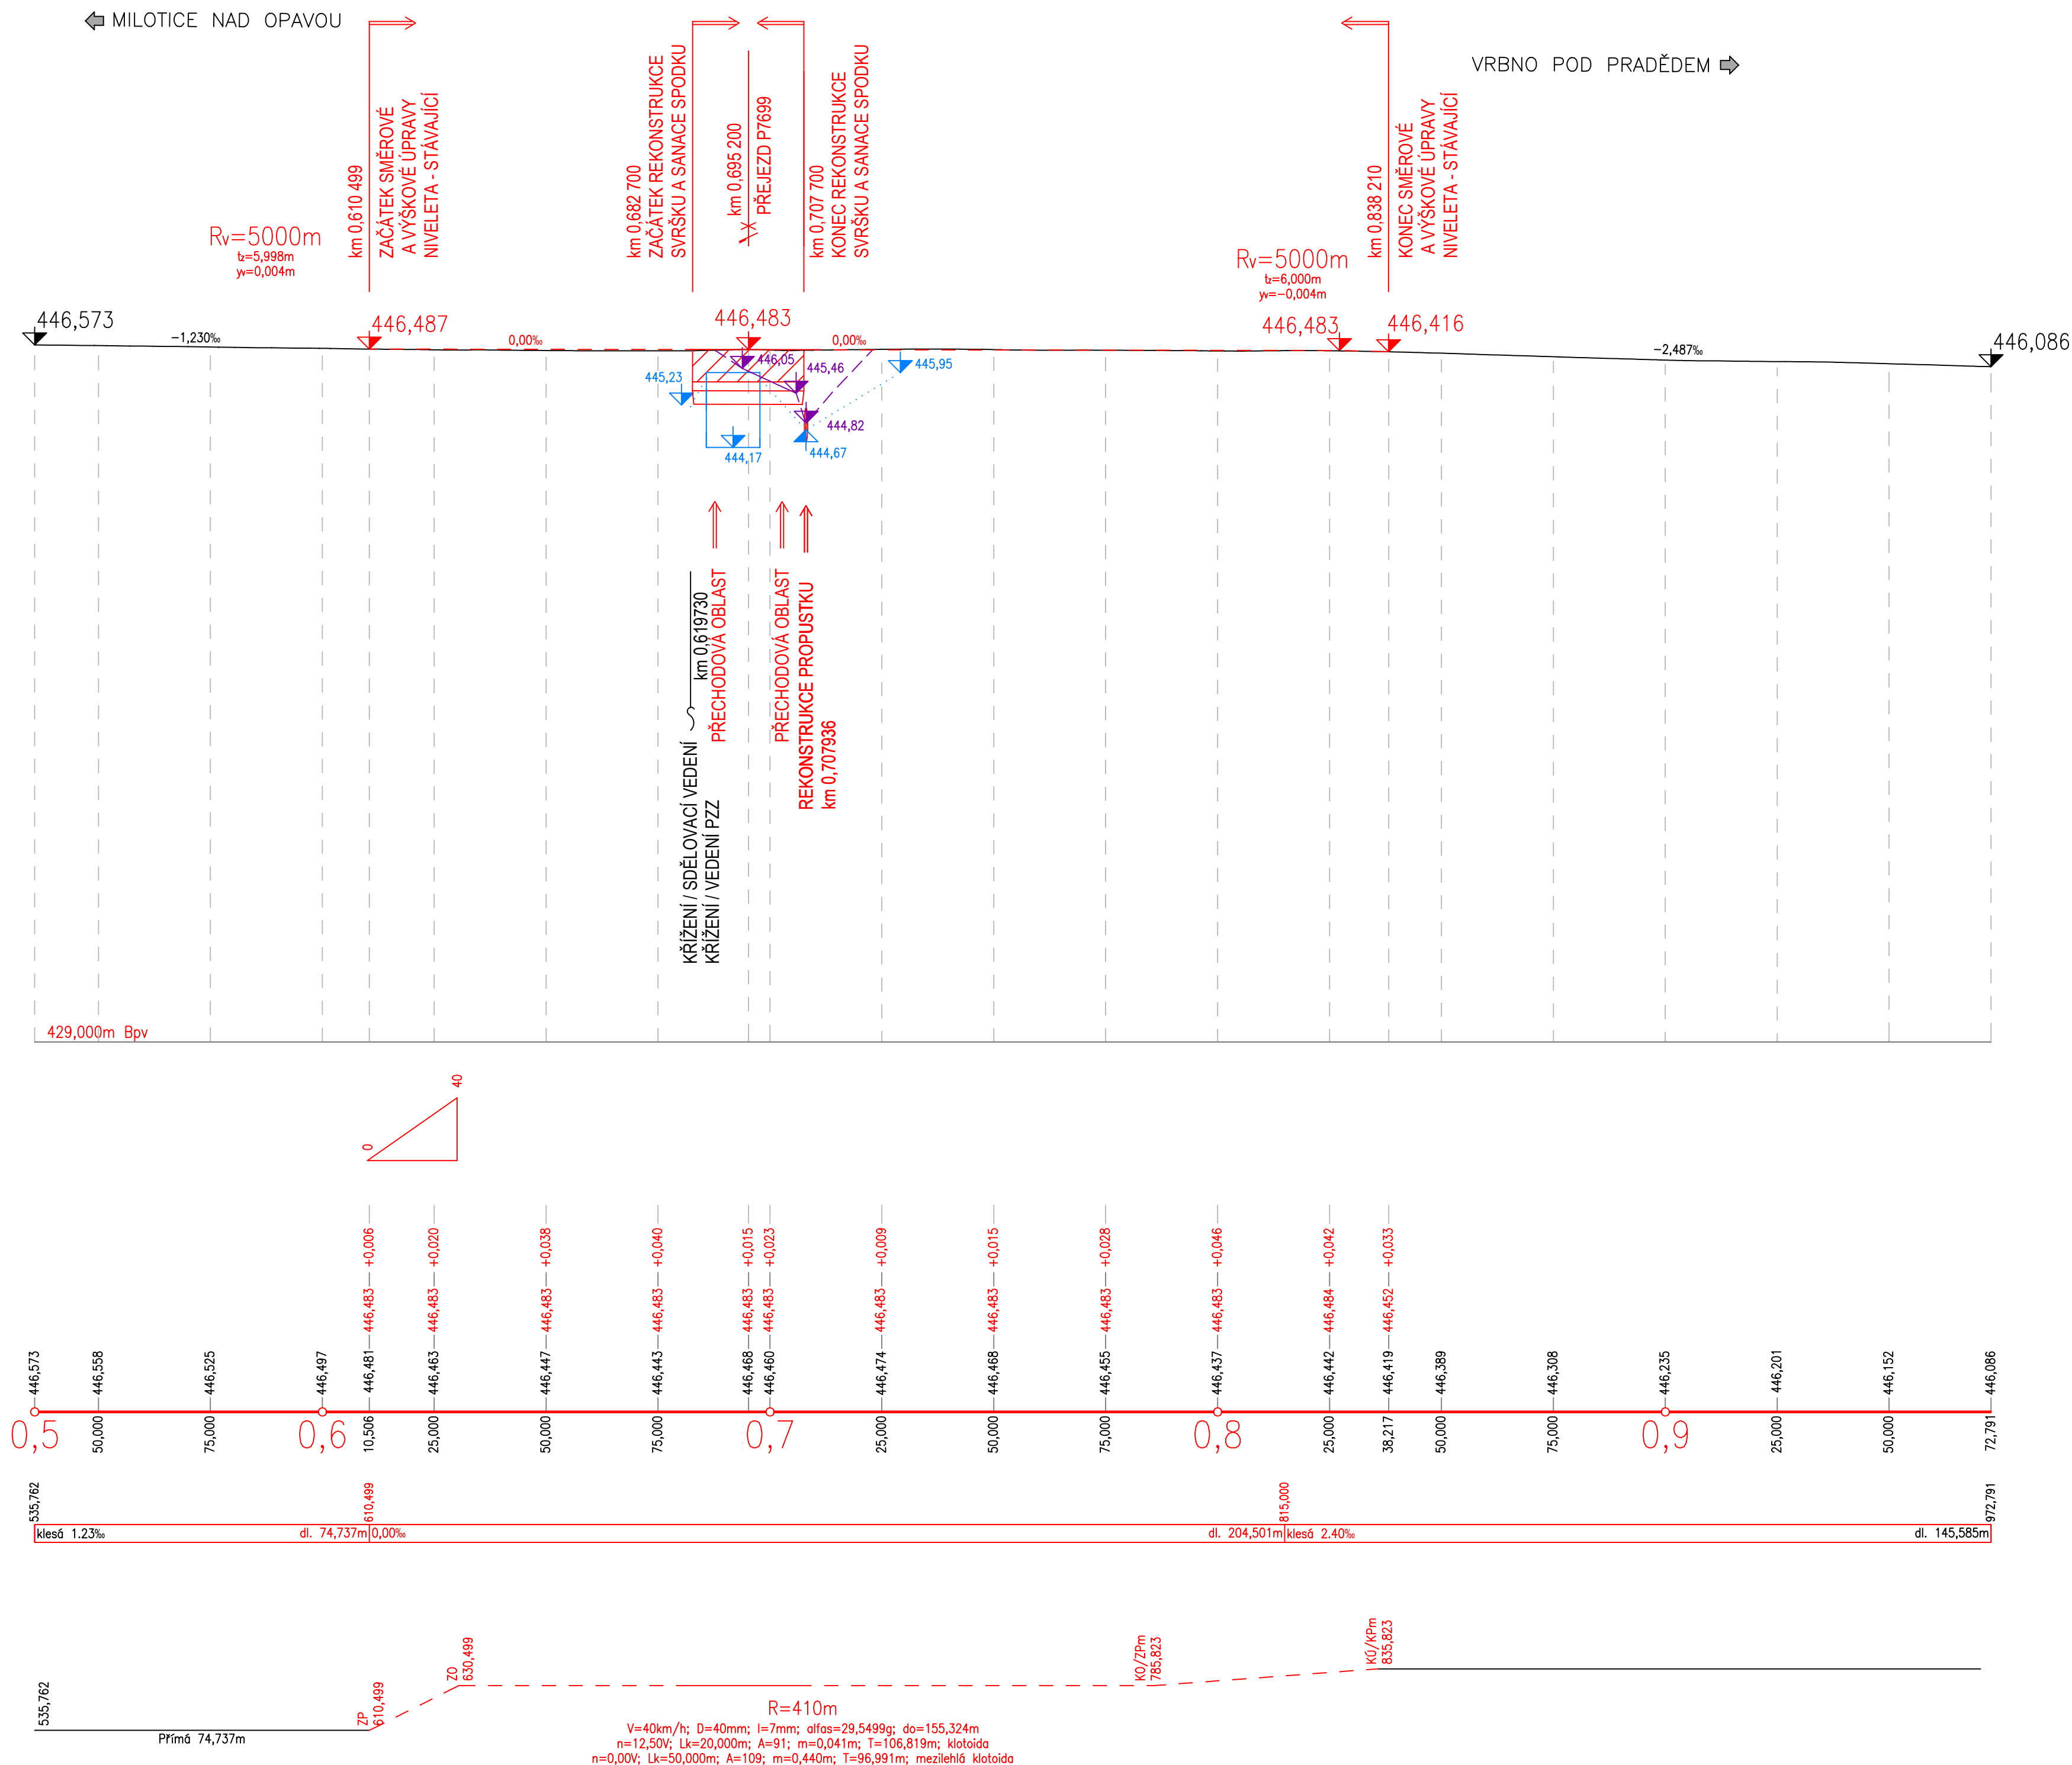 MILOTICE NAD OPAVOU
VRBNO POD PRADĚDEM
km 0,610 499
ZAČÁTEK SMĚROVÉ
A VÝŠKOVÉ ÚPRAVY
NIVELETA - STÁVAJÍCÍ
km 0,682 700
ZAČÁTEK REKONSTRUKCE
SVRŠKU A SANACE SPODKU
km 0,695 200
PŘEJEZD P7699
km 0,707 700
KONEC REKONSTRUKCE
SVRŠKU A SANACE SPODKU
km 0,838 210
KONEC SMĚROVÉ
A VÝŠKOVÉ ÚPRAVY
NIVELETA - STÁVAJÍCÍ
Rv=5000m
tz=5,998m
yv=0,004m
Rv=5000m
tz=6,000m
yv=-0,004m
446,573
-1,230‰
446,487
0,00‰
446,483
0,00‰
446,483
446,416
-2,487‰
446,086
446,05
445,46
445,95
445,23
444,82
444,17
444,67
KŘÍŽENÍ / SDĚLOVACÍ VEDENÍ
km 0,619730
KŘÍŽENÍ / VEDENÍ PZZ
PŘECHODOVÁ OBLAST
PŘECHODOVÁ OBLAST
REKONSTRUKCE PROPUSTKU
km 0,707936
429,000m Bpv
0
40
+0,006
+0,020
+0,038
+0,040
+0,015
+0,023
+0,009
+0,015
+0,028
+0,046
+0,042
+0,033
446,483
446,483
446,483
446,483
446,483
446,483
446,483
446,483
446,483
446,483
446,484
446,452
446,573
446,558
446,525
446,497
446,481
446,463
446,447
446,443
446,468
446,460
446,474
446,468
446,455
446,437
446,442
446,419
446,389
446,308
446,235
446,201
446,152
446,086
0,5
50,000
75,000
0,6
10,506
25,000
50,000
75,000
0,7
25,000
50,000
75,000
0,8
25,000
38,217
50,000
75,000
0,9
25,000
50,000
72,791
535,762
610,499
815,000
972,791
klesá 1.23‰
dl. 74,737m
0,00‰
dl. 204,501m
klesá 2.40‰
dl. 145,585m
535,762
Přímá 74,737m
ZP
610,499
ZO
630,499
KO/ZPm
785,823
KÚ/KPm
835,823
R=410m
V=40km/h; D=40mm; I=7mm; alfas=29,5499g; do=155,324m
n=12,50V; Lk=20,000m; A=91; m=0,041m; T=106,819m; klotoida
n=0,00V; Lk=50,000m; A=109; m=0,440m; T=96,991m; mezilehlá klotoida